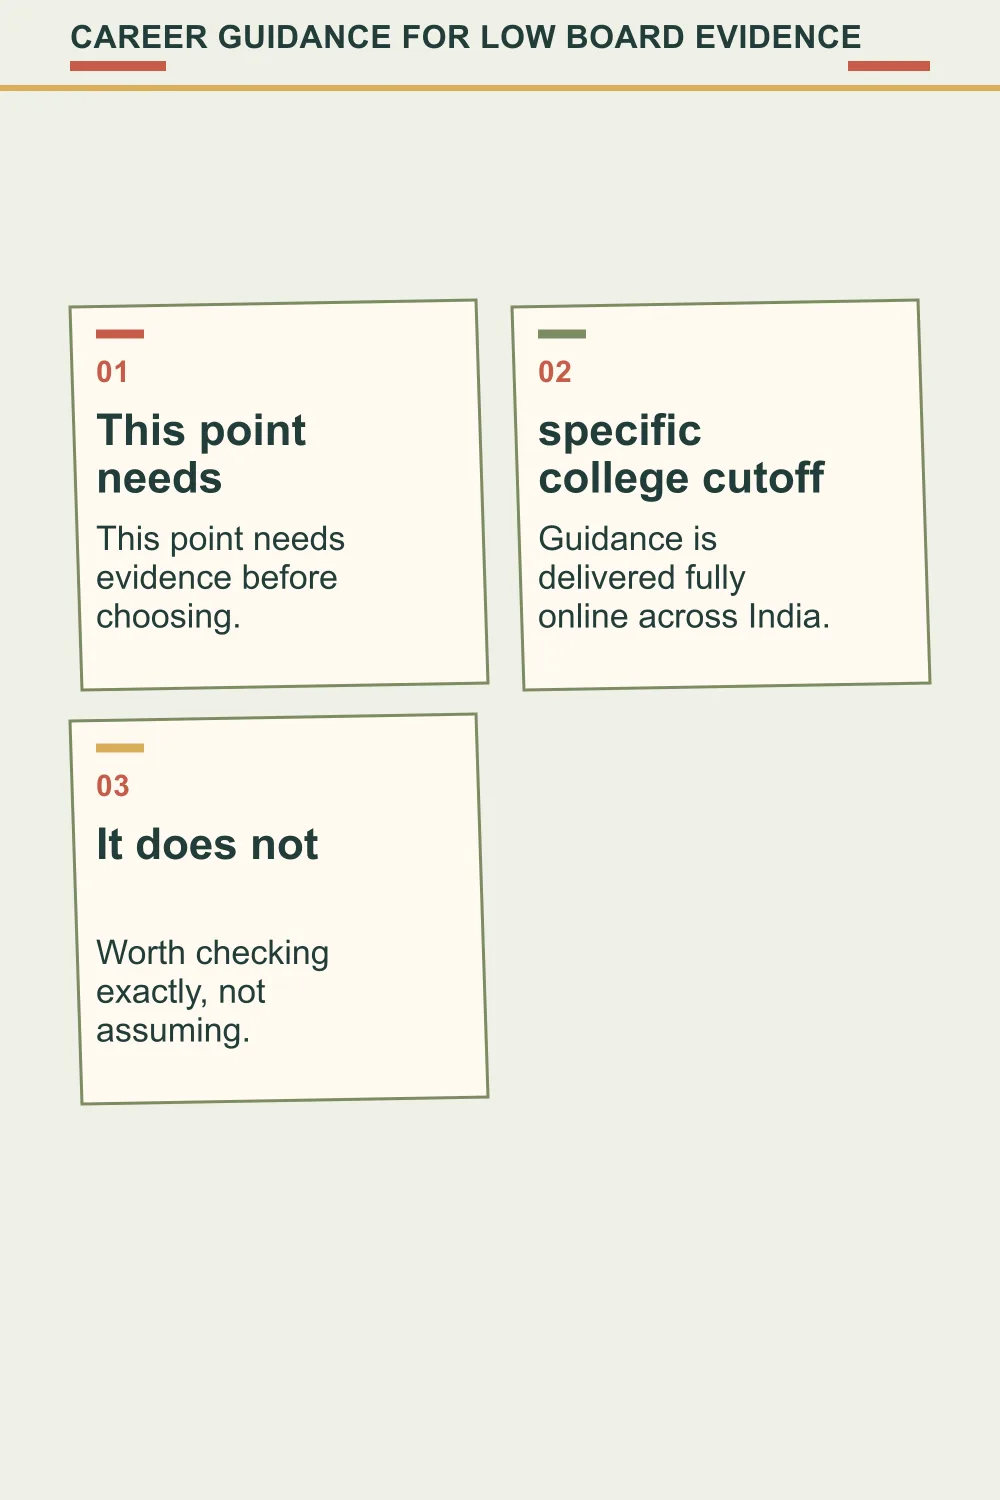 CAREER GUIDANCE FOR LOW BOARD EVIDENCE
01
This point
needs
This point needs
evidence before
choosing.
02
specific
college cutoff
Guidance is
delivered fully
online across India.
03
It does not
Worth checking
exactly, not
assuming.